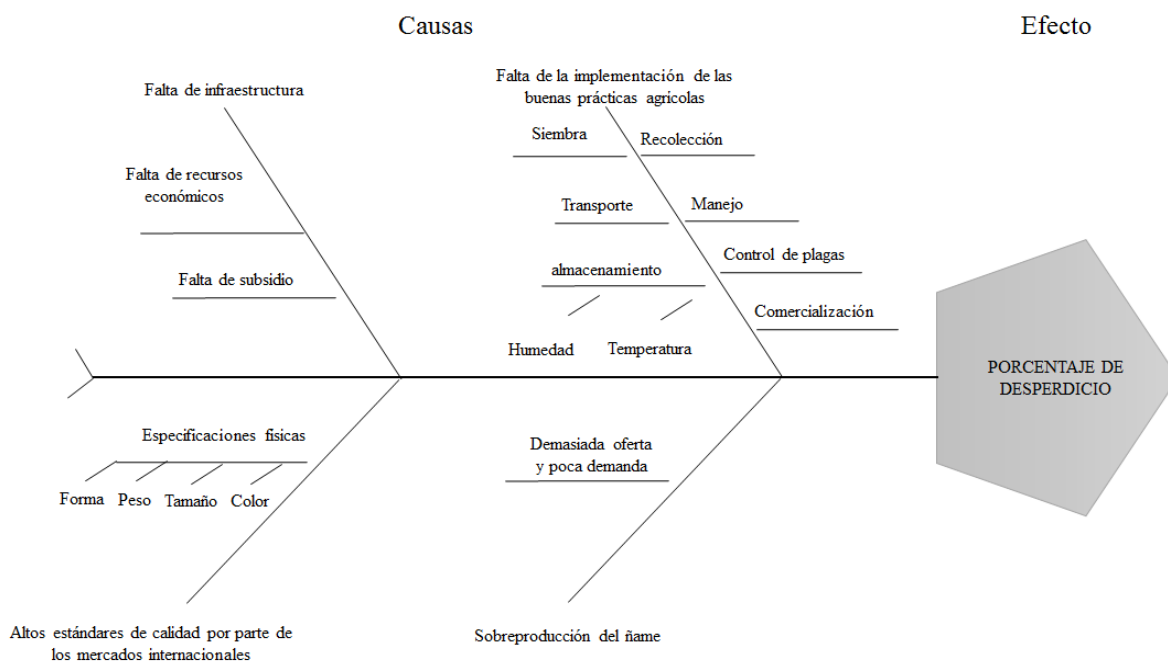 Causas
Efecto
Falta de infraestructura
Falta de la implementación de las
buenas prácticas agrícolas
Siembra
Recolección
Falta de recursos
económicos
Transporte
Manejo
Falta de subsidio
almacenamiento
Control de plagas
Comercialización
Humedad
Temperatura
PORCENTAJE DE
DESPERDICIO
Especificaciones físicas
Forma
Peso
Tamaño
Color
Demasiada oferta
y poca demanda
Altos estándares de calidad por parte de
los mercados internacionales
Sobreproducción del ñame